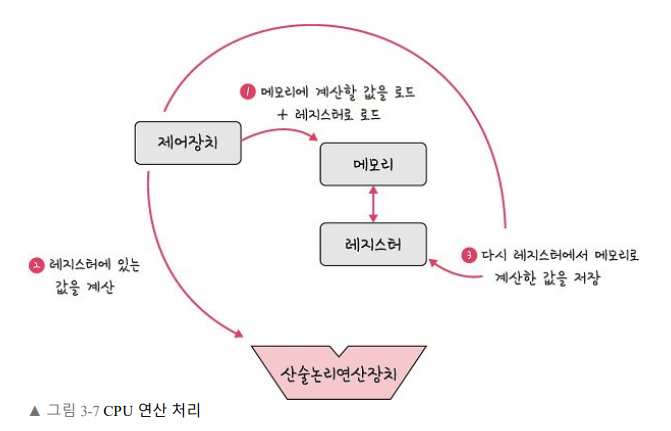 ❶ 메모리에 계산할 값을 로드
+ 레지스터로 로드
제어장치
메모리
레지스터
❷ 레지스터에 있는
값을 계산
❸ 다시 레지스터에서 메모리로
계산한 값을 저장
산술논리연산장치
▲ 그림 3-7 CPU 연산 처리